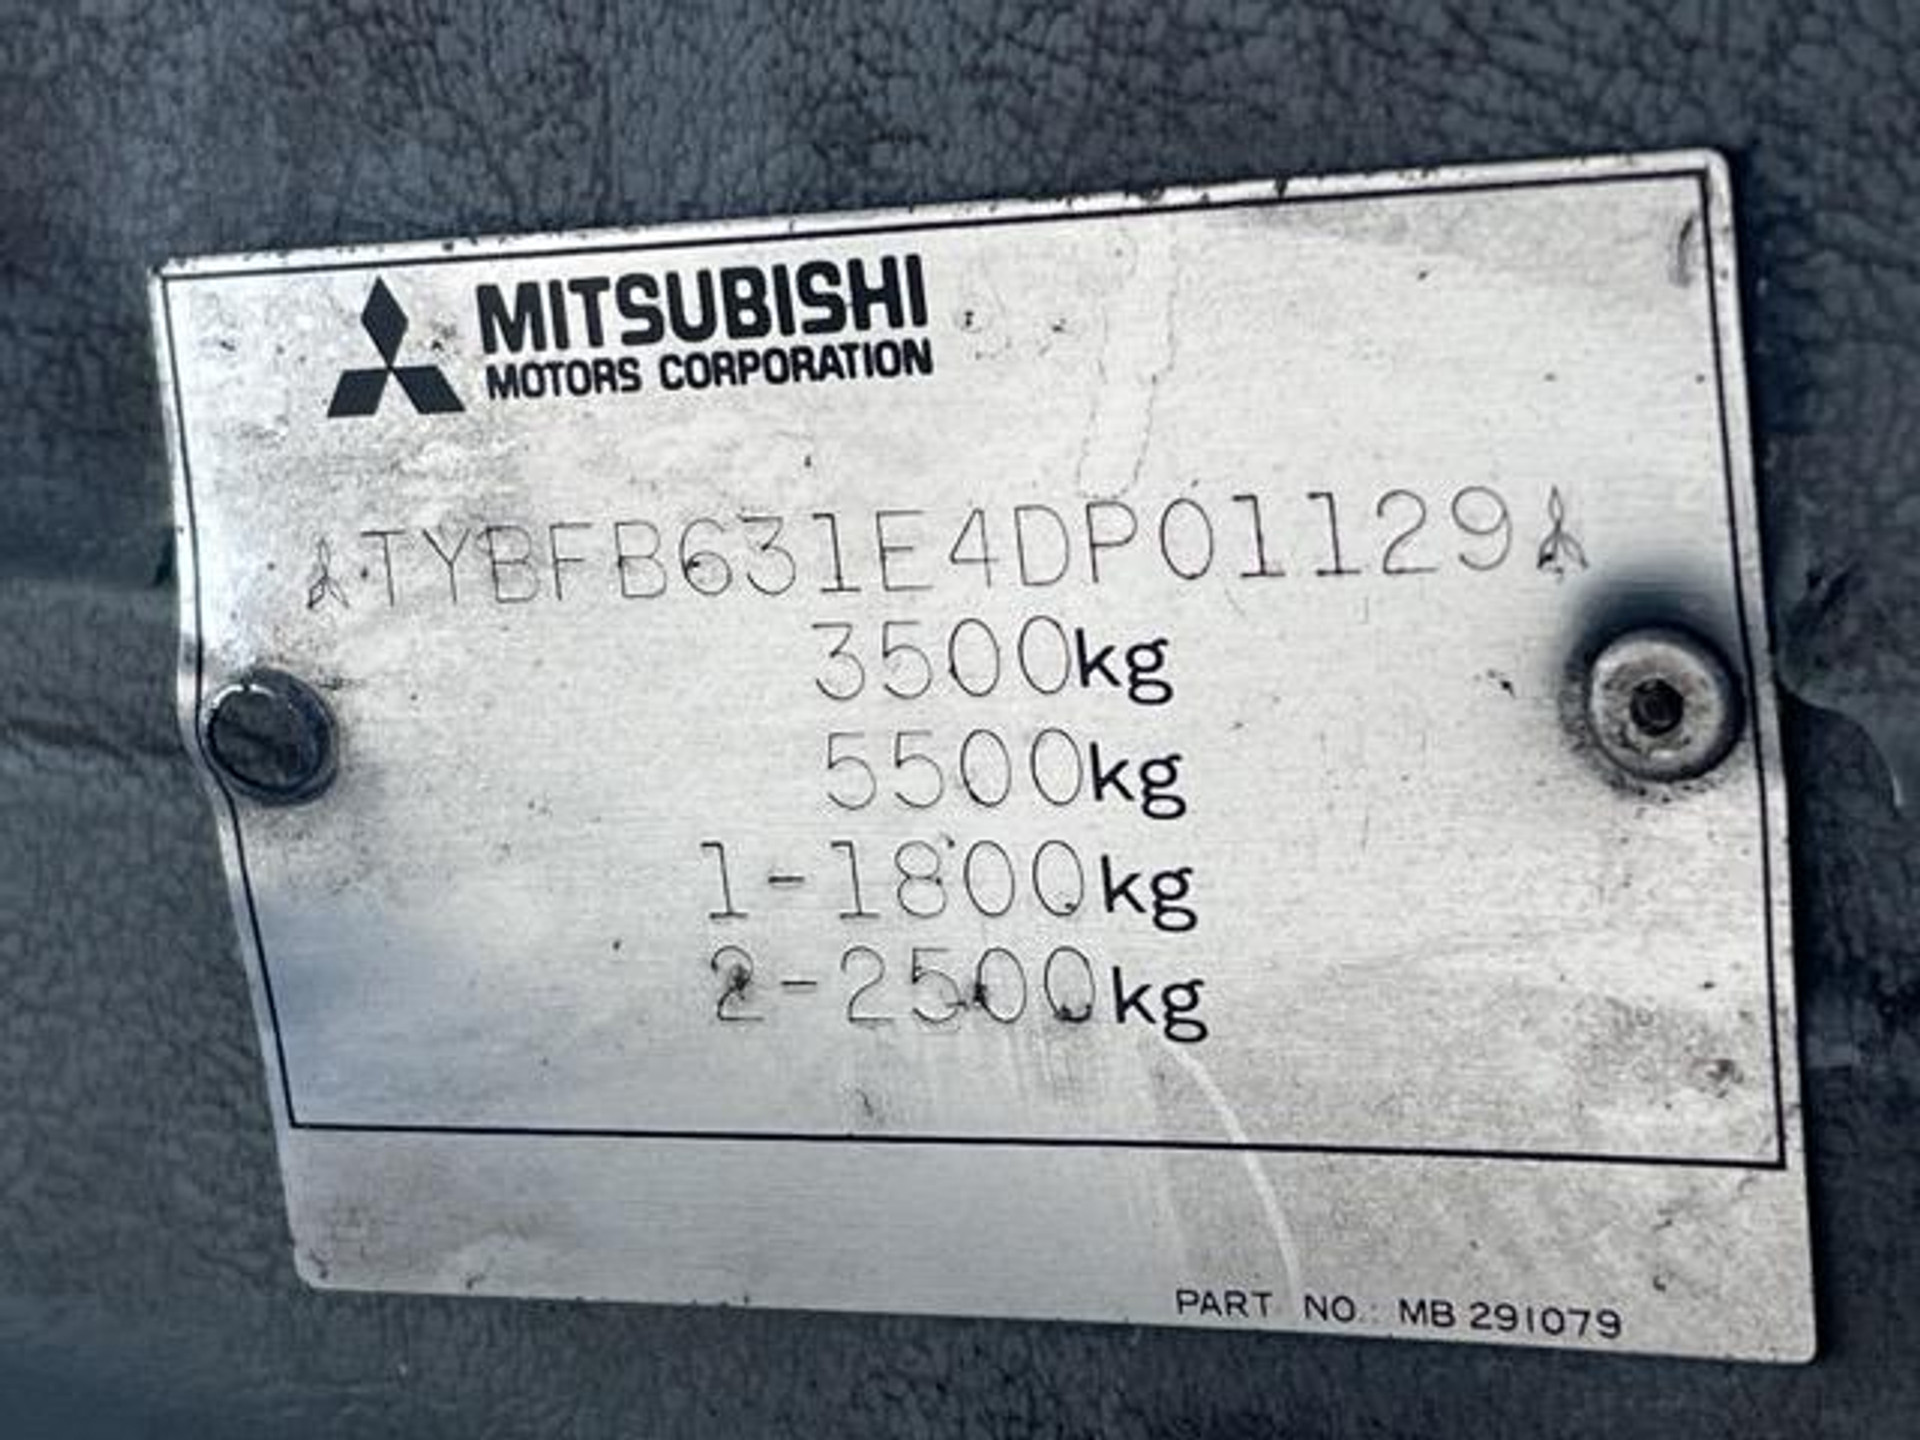 MITSUBISHI
MOTORS CORPORATION
TYBFB631E4DP01129
3500kg
5500kg
1-1800kg
2-2500kg
PART NO. MB 291079